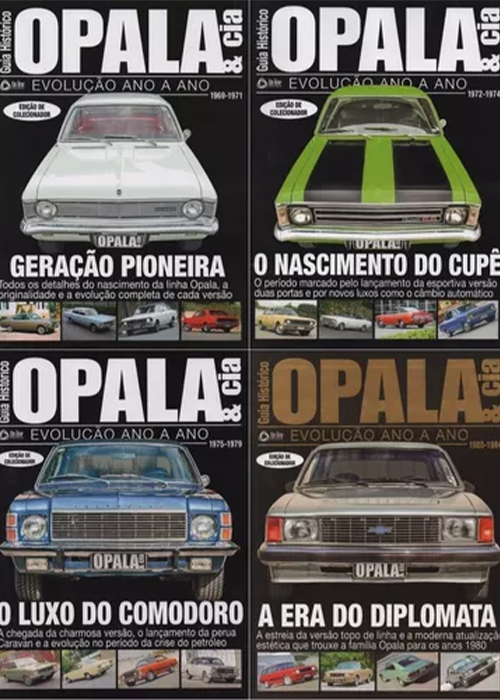 Guia Histórico
OPALA
& cia
EVOLUÇÃO ANO A ANO
1969-1971
EDIÇÃO DE
COLECIONADOR
OPALA
GERAÇÃO PIONEIRA
Todos os detalhes do nascimento da linha Opala, a
originalidade e a evolução completa de cada versão
Guia Histórico
OPALA
& cia
EVOLUÇÃO ANO A ANO
1972-1974
EDIÇÃO DE
COLECIONADOR
OPALA
O NASCIMENTO DO CUPÊ
O período marcado pelo lançamento da esportiva versão
duas portas e por novos luxos como o câmbio automático
Guia Histórico
OPALA
& cia
EVOLUÇÃO ANO A ANO
1975-1979
EDIÇÃO DE
COLECIONADOR
OPALA
O LUXO DO COMODORO
A chegada da charmosa versão, o lançamento da perua
Caravan e a evolução no período da crise do petróleo
Guia Histórico
OPALA
& cia
EVOLUÇÃO ANO A ANO
1980-1984
EDIÇÃO DE
COLECIONADOR
OPALA
A ERA DO DIPLOMATA
A estreia da versão topo de linha e a moderna atualização
estética que trouxe a família Opala para os anos 1980